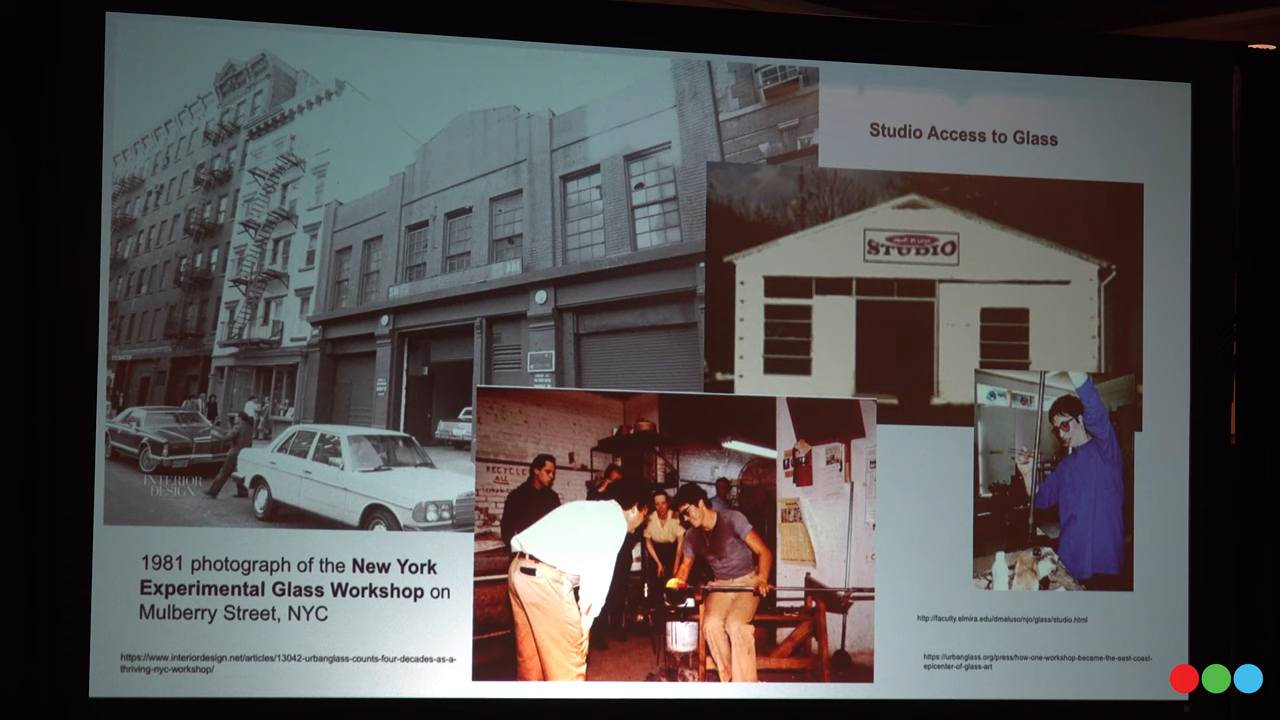 Studio Access to Glass
STUDIO
INTERIOR
DESIGN
RECYCLE
ALL
1981 photograph of the New York
Experimental Glass Workshop on
Mulberry Street, NYC
https://www.interiordesign.net/articles/13042-urbanglass-counts-four-decades-as-a-
thriving-nyc-workshop/
http://faculty.elmira.edu/dmaluso/njo/glass/studio.html
https://urbanglass.org/press/how-one-workshop-became-the-east-coast-
epicenter-of-glass-art